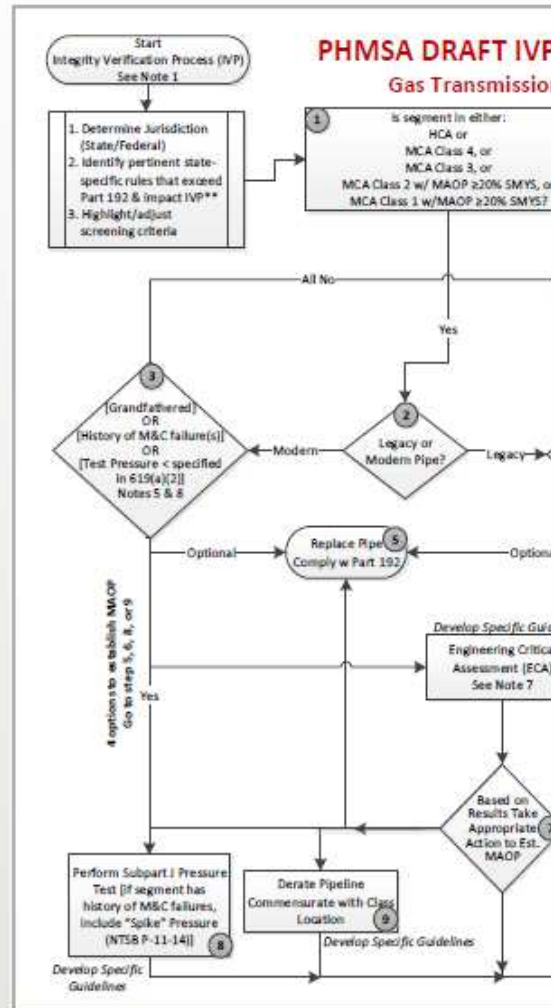 Start
Integrity Verification Process (IVP)
See Note 1
PHMSA DRAFT IVP
Gas Transmission
1. Determine Jurisdiction
(State/Federal)
2. Identify pertinent state-
specific rules that exceed
Part 192 & impact IVP**
3. Highlight/adjust
screening criteria
1
Is segment in either:
HCA or
MCA Class 4, or
MCA Class 3, or
MCA Class 2 w/ MAOP ≥20% SMYS, or
MCA Class 1 w/MAOP ≥20% SMYS?
All No
Yes
3
[Grandfathered]
OR
[History of M&C failure(s)]
OR
[Test Pressure < specified
in 619(a)(2)]
Notes 5 & 8
Modern
2
Legacy or
Modern Pipe?
Legacy
Optional
Replace Pipe
Comply w Part 192
5
Optional
4 options to establish MAOP
Go to step 5, 6, 8, or 9
Yes
Develop Specific
Engineering Critical
Assessment (ECA)
See Note 7
Based on
Results Take
Appropriate
Action to Est.
MAOP
7
Perform Subpart J Pressure
Test [if segment has
history of M&C failures,
include "Spike" Pressure
(NTSB P-11-14)]
8
Develop Specific
Guidelines
Derate Pipeline
Commensurate with Class
Location
9
Develop Specific Guidelines